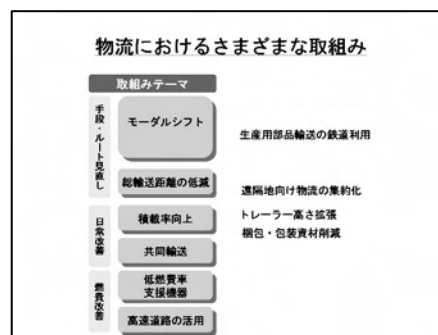 物流におけるさまざまな取組み
取組みテーマ
手段・ルート見直し
モーダルシフト
生産用部品輸送の鉄道利用
総輸送距離の低減
遠隔地向け物流の集約化
日常改善
積載率向上
トレーラー高さ拡張
梱包・包装資材削減
共同輸送
燃費改善
低燃費車
支援機器
高速道路の活用